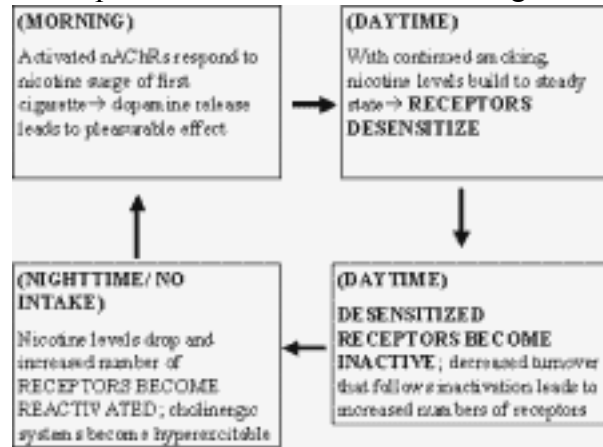 (MORNING)
Activated nAChRs respond to
nicotine surge of first
cigarette→ dopamine release
leads to pleasurable effect
(DAYTIME)
With confirmed smoking,
nicotine levels build to steady
state→ RECEPTORS
DESENSITIZE
(DAYTIME)
DESENSITIZED
RECEPTORS BECOME
INACTIVE; decreased turnover
that follows inactivation leads to
increased numbers of receptors
(NIGHTTIME/ NO
INTAKE)
Nicotine levels drop and
increased number of
RECEPTORS BECOME
REACTIVATED; cholinergic
systems become hyperexcitable